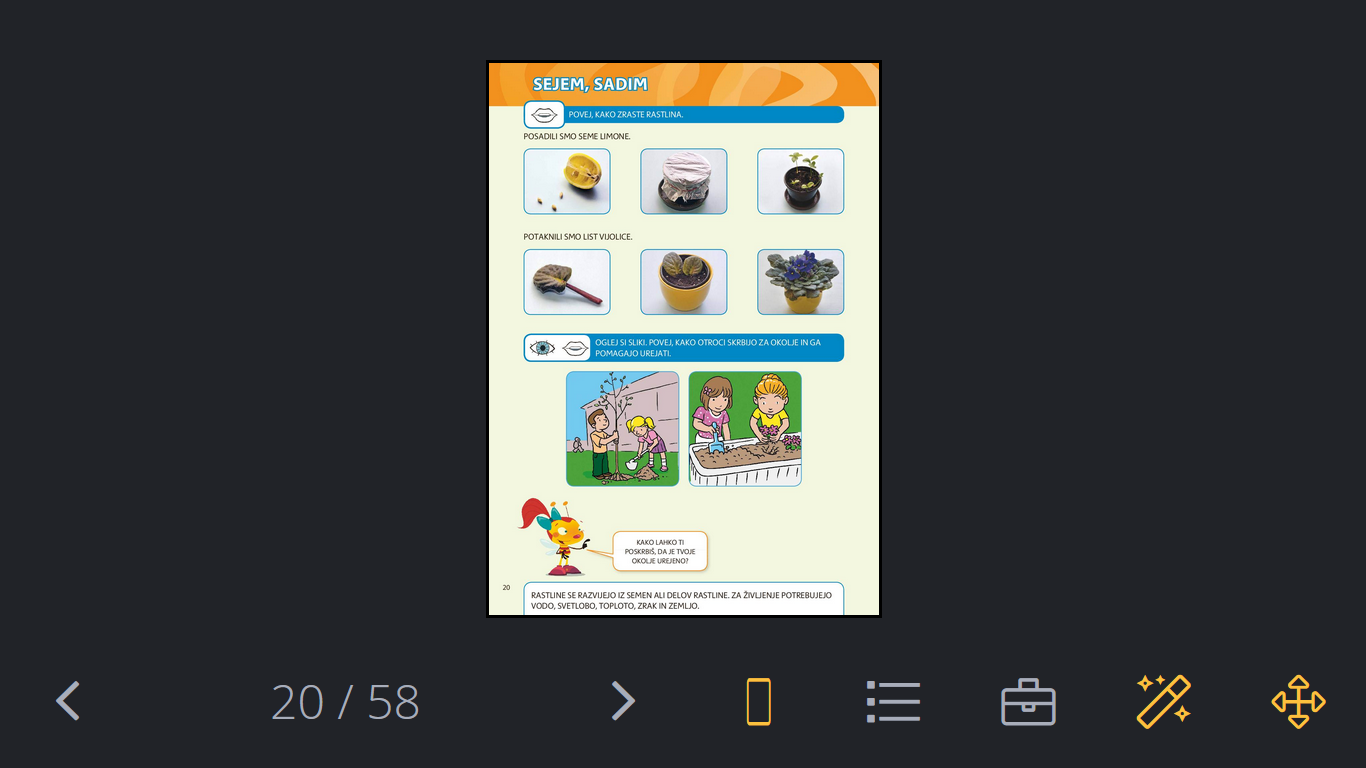 SEJEM, SADIM
POVEJ, KAKO ZRASTE RASTLINA.
POSADILI SMO SEME LIMONE.
POTAKNILI SMO LIST VIJOLICE.
OGLEJ SI SLIKI. POVEJ, KAKO OTROCI SKRBIJO ZA OKOLJE IN GA
POMAGAJO UREJATI.
KAKO LAHKO TI
POSKRBIŠ, DA JE TVOJE
OKOLJE UREJENO?
20
RASTLINE SE RAZVIJEJO IZ SEMEN ALI DELOV RASTLINE. ZA ŽIVLJENJE POTREBUJEJO
VODO, SVETLOBO, TOPLOTO, ZRAK IN ZEMLJO.
20 / 58